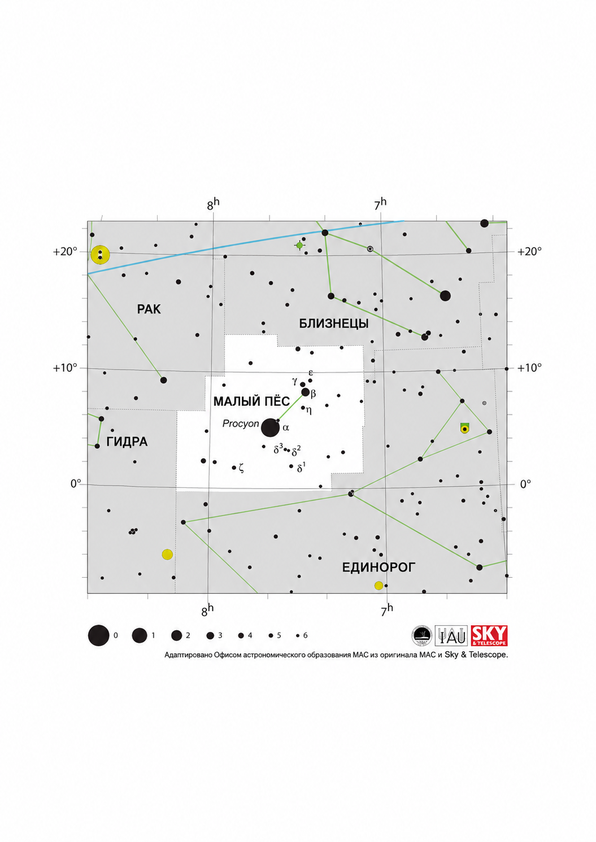 8h 7h
+20° +20°
РАК
БЛИЗНЕЦЫ
+10° +10°
ε
γ
МАЛЫЙ ПЁС β
η
Procyon α
ГИДРА
δ3 δ2
ζ δ1
0° 0°
ЕДИНОРОГ
8h 7h
0 1 2 3 4 5 6
IAU SKY
& TELESCOPE
Адаптировано Офисом астрономического образования МАС из оригинала МАС и Sky & Telescope.